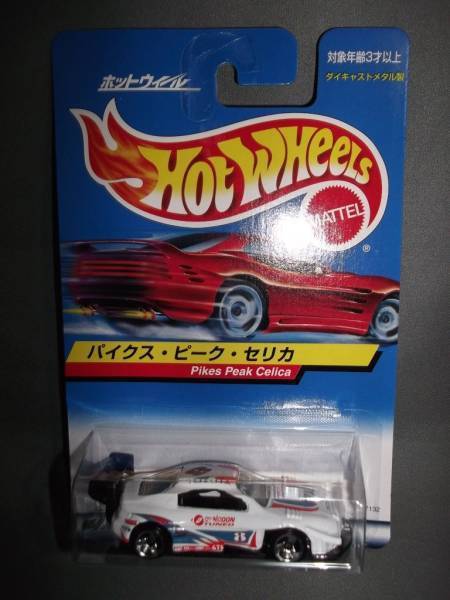 ホットウィール
対象年齢3才以上
ダイキャストメタル製
HOT WHEELS
MATTEL
®
パイクス・ピーク・セリカ
Pikes Peak Celica
TUNED
8